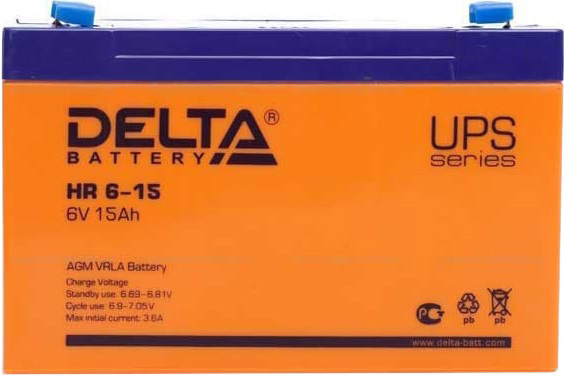 DELTA®
BATTERY
UPS
series
HR 6-15
6V 15Ah
AGM VRLA Battery
Charge Voltage
Standby use: 6.69-6.81V
Cycle use: 6.9-7.05V
Max initial current: 3.6A
pb pb
www.delta-batt.com